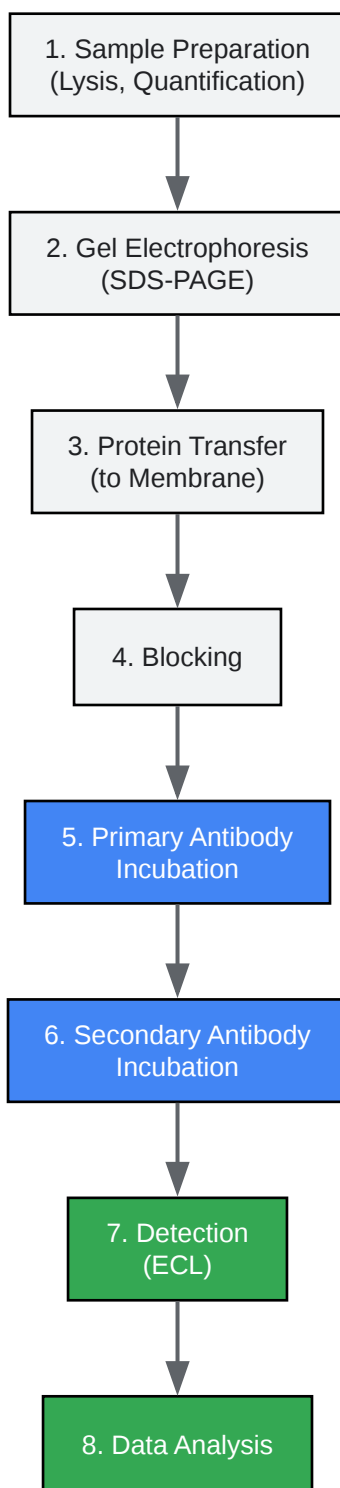 1. Sample Preparation
(Lysis, Quantification)
2. Gel Electrophoresis
(SDS-PAGE)
3. Protein Transfer
(to Membrane)
4. Blocking
5. Primary Antibody
Incubation
6. Secondary Antibody
Incubation
7. Detection
(ECL)
8. Data Analysis